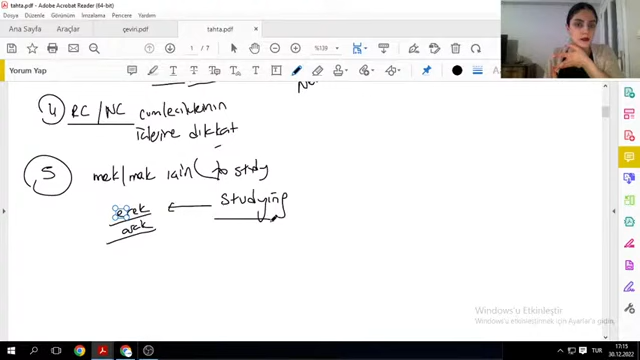 tahta.pdf - Adobe Acrobat Reader (64-bit)
Dosya Düzenle Görünüm İmzalama Pencere Yardım
Ana Sayfa Araçlar çeviri.pdf tahta.pdf ×
1 / 7 %139
Yorum Yap
4 RC / NC cümleciklerinin
içlerine dikkat
5 mek/mak için to study
studying
erek
arak
Windows'u Etkinleştir
Windows'u etkinleştirmek için Ayarlar'a gidin.
TUR 17:15
30.12.2022